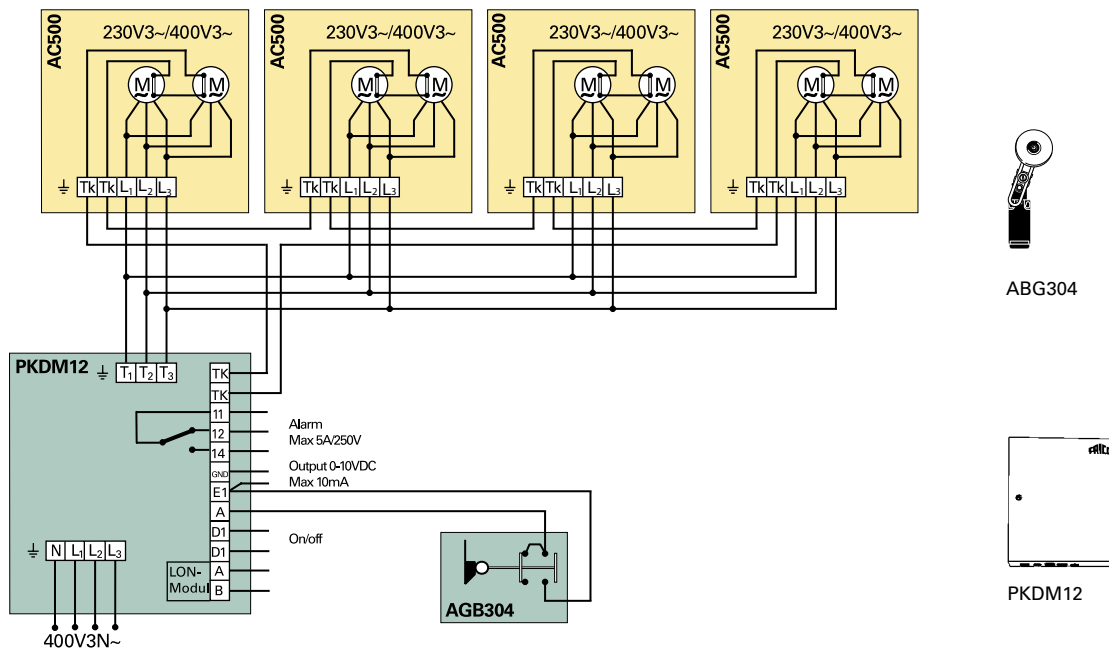 AC500
230V3~/400V3~
M
M
Tk Tk L1 L2 L3
AC500
230V3~/400V3~
M
M
Tk Tk L1 L2 L3
AC500
230V3~/400V3~
M
M
Tk Tk L1 L2 L3
AC500
230V3~/400V3~
M
M
Tk Tk L1 L2 L3
ABG304
PKDM12
T1 T2 T3
TK
TK
11
12
14
GND
E1
A
D1
D1
A
B
Alarm
Max 5A/250V
Output 0-10VDC
Max 10mA
On/off
N L1 L2 L3
LON-
Modul
400V3N~
AGB304
FRICO
PKDM12